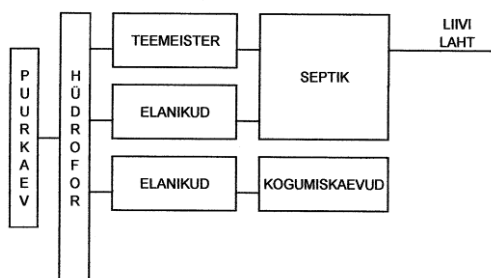 PUURKAEV
HÜDROFOR
TEEMEISTER
ELANIKUD
ELANIKUD
SEPTIK
KOGUMISKAEVUD
LIIVI
LAHT